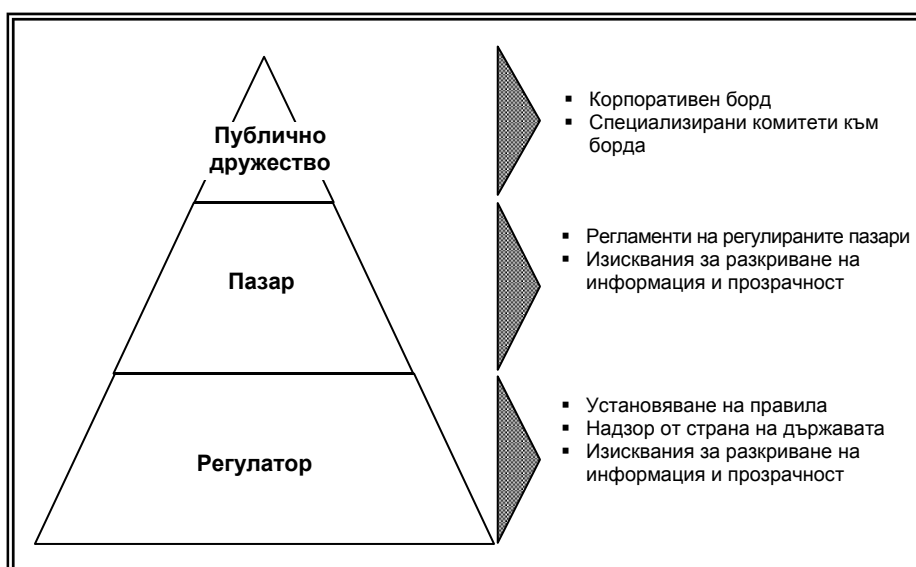 Публично
дружество
▪ Корпоративен борд
▪ Специализирани комитети към
борда
Пазар
▪ Регламенти на регулираните пазари
▪ Изисквания за разкриване на
информация и прозрачност
Регулатор
▪ Установяване на правила
▪ Надзор от страна на държавата
▪ Изисквания за разкриване на
информация и прозрачност